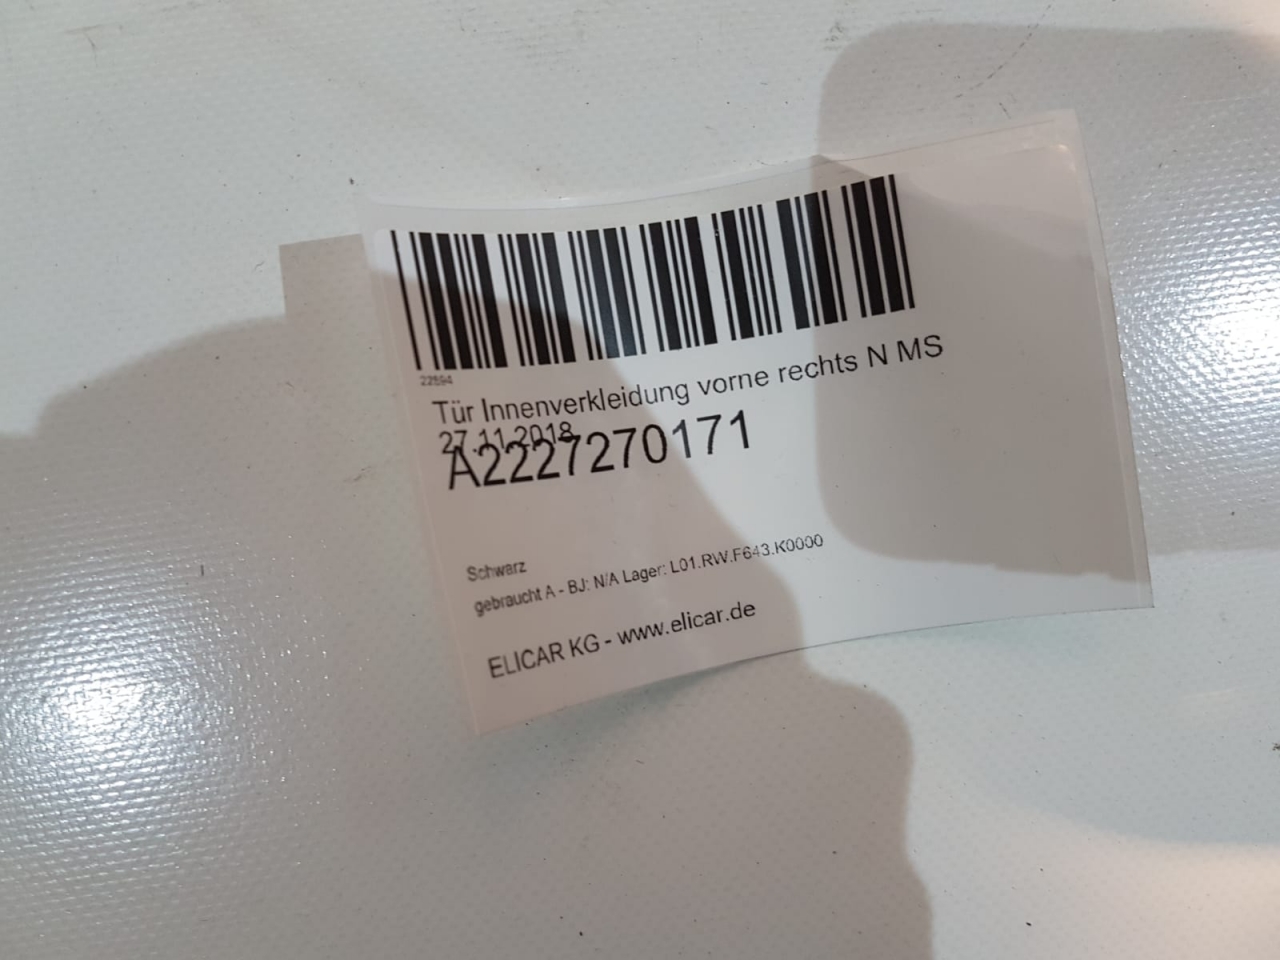 22894
Tür Innenverkleidung vorne rechts N MS
27.11.2018
A2227270171
Schwarz
gebraucht A - BJ: N/A Lager: L01.RW.F643.K0000
ELICAR KG - www.elicar.de